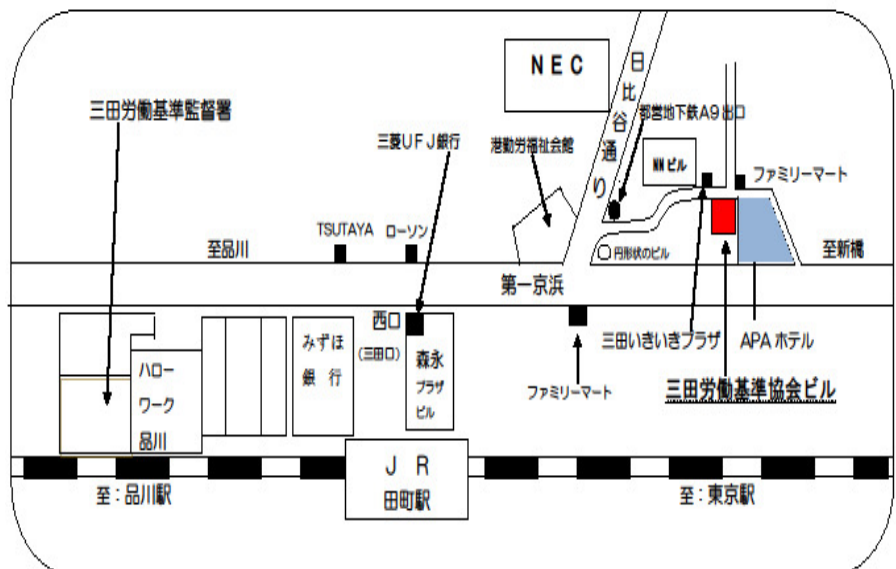 NEC
日比谷通り
三田労働基準監督署
都営地下鉄A9出口
三菱UFJ銀行
港勤労福祉会館
NNビル
ファミリーマート
TSUTAYA ローソン
至品川
円形状のビル
至新橋
第一京浜
西口
(三田口)
みずほ
銀 行
森永
プラザ
ビル
三田いきいきプラザ
APAホテル
ハロー
ワーク
品川
ファミリーマート
三田労働基準協会ビル
JR
田町駅
至:品川駅
至:東京駅